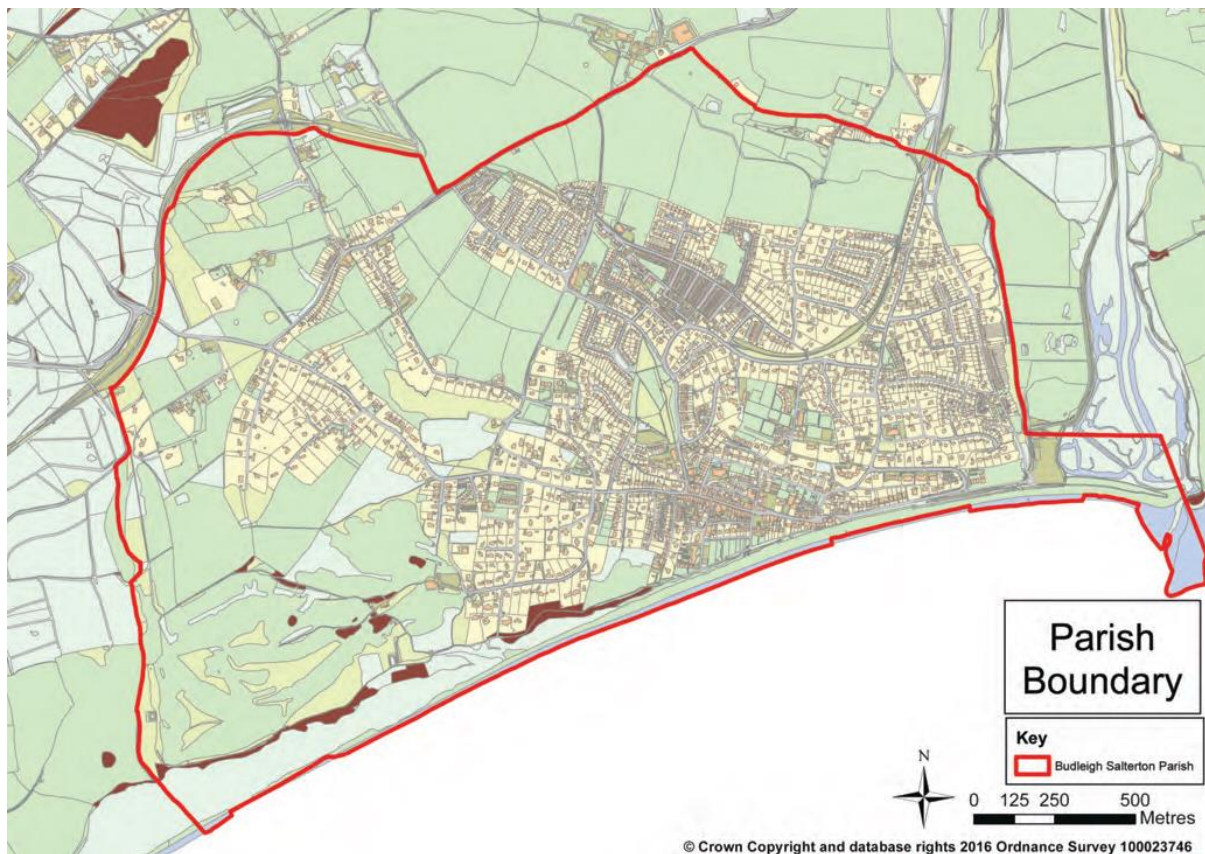 Parish
Boundary
Key
Budleigh Salterton Parish
N
0 125 250 500
Metres
© Crown Copyright and database rights 2016 Ordnance Survey 100023746